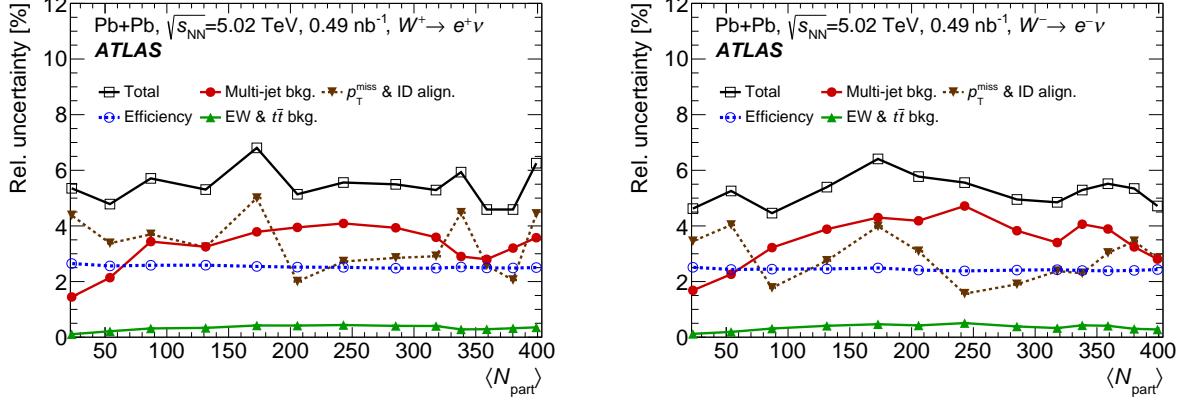 Pb+Pb, √s_NN=5.02 TeV, 0.49 nb⁻¹, W⁺→ e⁺ν
ATLAS
Total
Multi-jet bkg.
p_T^miss & ID align.
Efficiency
EW & tt̄ bkg.
Rel. uncertainty [%]
12
10
8
6
4
2
0
50 100 150 200 250 300 350 400
⟨N_part⟩
Pb+Pb, √s_NN=5.02 TeV, 0.49 nb⁻¹, W⁻→ e⁻ν
ATLAS
Total
Multi-jet bkg.
p_T^miss & ID align.
Efficiency
EW & tt̄ bkg.
Rel. uncertainty [%]
12
10
8
6
4
2
0
50 100 150 200 250 300 350 400
⟨N_part⟩